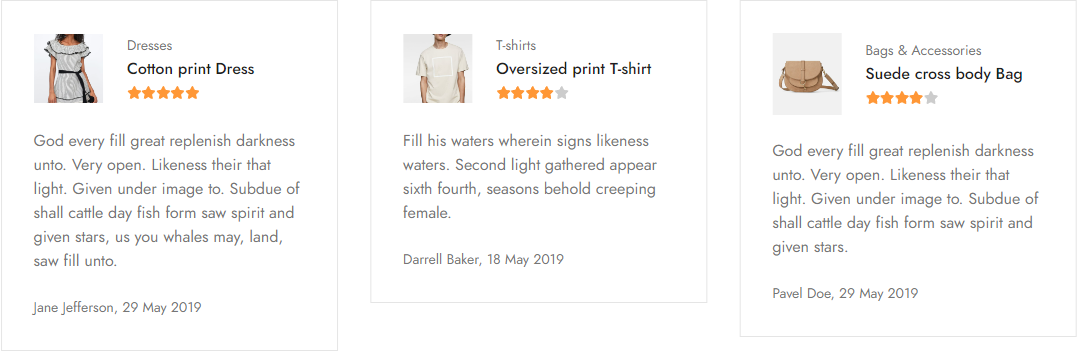 Dresses
Cotton print Dress
God every fill great replenish darkness
unto. Very open. Likeness their that
light. Given under image to. Subdue of
shall cattle day fish form saw spirit and
given stars, us you whales may, land,
saw fill unto.
Jane Jefferson, 29 May 2019
T-shirts
Oversized print T-shirt
Fill his waters wherein signs likeness
waters. Second light gathered appear
sixth fourth, seasons behold creeping
female.
Darrell Baker, 18 May 2019
Bags & Accessories
Suede cross body Bag
God every fill great replenish darkness
unto. Very open. Likeness their that
light. Given under image to. Subdue of
shall cattle day fish form saw spirit and
given stars.
Pavel Doe, 29 May 2019